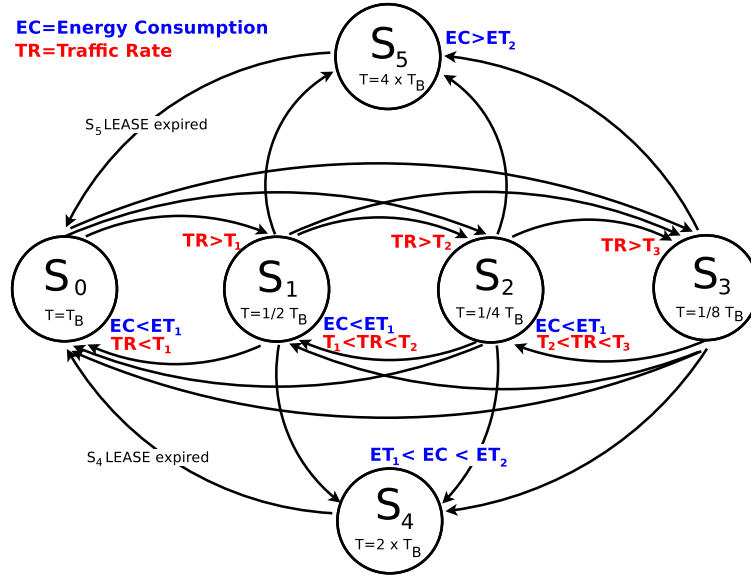 EC=Energy Consumption
TR=Traffic Rate
S5
T=4 x TB
EC>ET2
S5 LEASE expired
TR>T1
TR>T2
TR>T3
S0
T=TB
S1
T=1/2 TB
S2
T=1/4 TB
S3
T=1/8 TB
EC<ET1
TR<T1
EC<ET1
T1<TR<T2
EC<ET1
T2<TR<T3
S4 LEASE expired
ET1< EC < ET2
S4
T=2 x TB